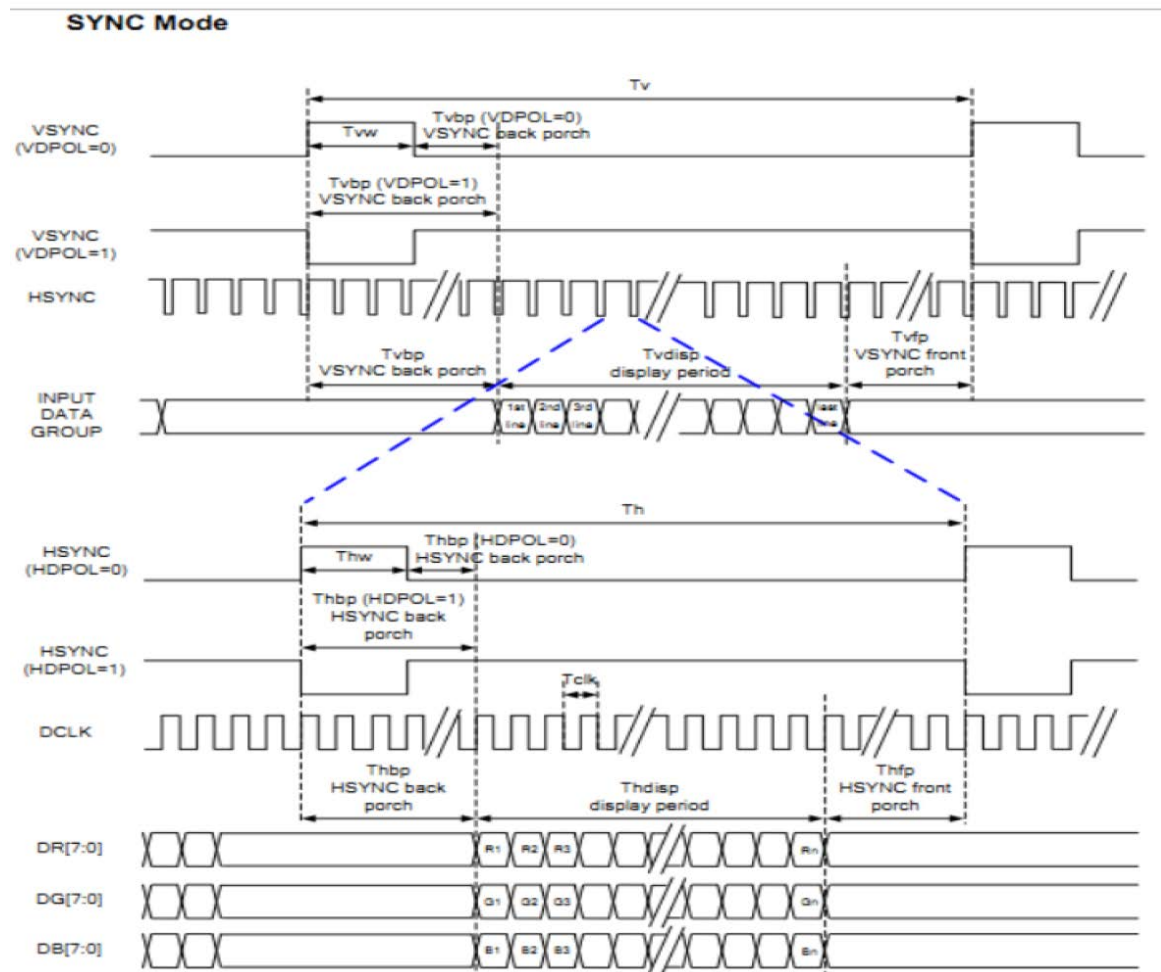 SYNC Mode
Tv
VSYNC
(VDPOL=0)
Tvw
Tvbp (VDPOL=0)
VSYNC back porch
Tvbp (VDPOL=1)
VSYNC back porch
VSYNC
(VDPOL=1)
HSYNC
Tvbp
VSYNC back porch
Tvdisp
display period
Tvfp
VSYNC front
porch
INPUT
DATA
GROUP
1st
line
2nd
line
3rd
line
last
line
Th
HSYNC
(HDPOL=0)
Thw
Thbp (HDPOL=0)
HSYNC back porch
Thbp (HDPOL=1)
HSYNC back
porch
HSYNC
(HDPOL=1)
Tclk
DCLK
Thbp
HSYNC back
porch
Thdisp
display period
Thfp
HSYNC front
porch
DR[7:0]
R1 R2 R3 Rn
DG[7:0]
G1 G2 G3 Gn
DB[7:0]
B1 B2 B3 Bn